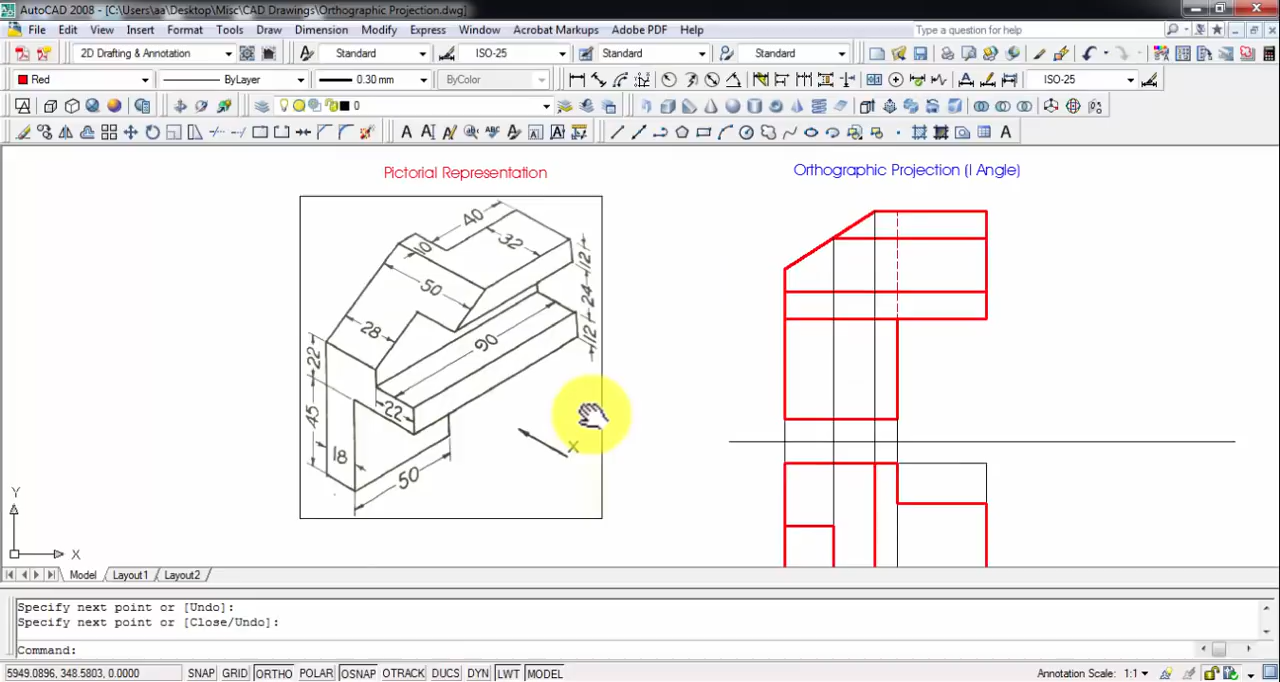 AutoCAD 2008 - [C:\Users\aa\Desktop\Misc\CAD Drawings\Orthographic Projection.dwg]
File Edit View Insert Format Tools Draw Dimension Modify Express Window Acrobat Markups Adobe PDF Help
Type a question for help
2D Drafting & Annotation Standard ISO-25 Standard Standard
Red ByLayer 0.30 mm ByColor ISO-25
0
Pictorial Representation
Orthographic Projection (I Angle)
40
10
32
12
50
24
28
90
12
22
22
45
18
X
50
Y
X
Model Layout1 Layout2
Specify next point or [Undo]:
Specify next point or [Close/Undo]:
Command:
5949.0896, 348.5803, 0.0000 SNAP GRID ORTHO POLAR OSNAP OTRACK DUCS DYN LWT MODEL Annotation Scale: 1:1